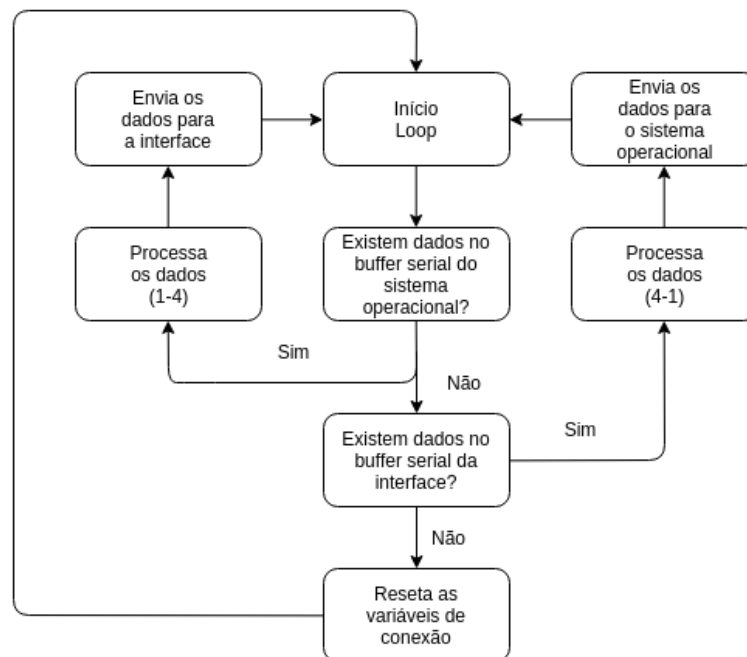 Envia os
dados para
a interface
Início
Loop
Envia os
dados para
o sistema
operacional
Processa
os dados
(1-4)
Existem dados no
buffer serial do
sistema
operacional?
Processa
os dados
(4-1)
Sim
Não
Existem dados no
buffer serial da
interface?
Sim
Não
Reseta as
variáveis de
conexão